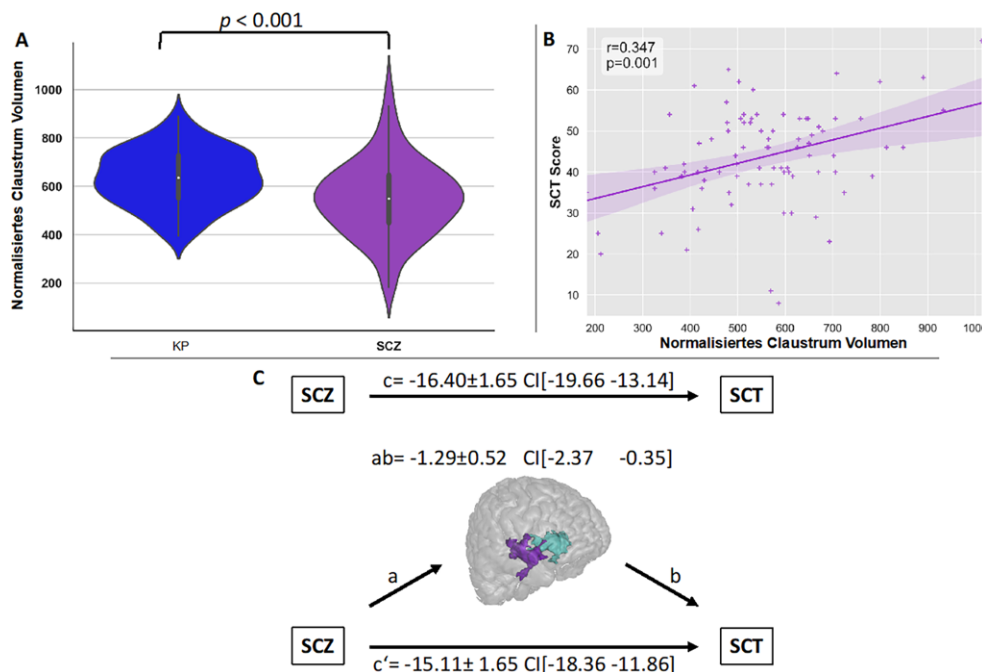 A
p < 0.001
Normalisiertes Claustrum Volumen
1000
800
600
400
200
KP
SCZ
B
r=0.347
p=0.001
SCT Score
70
60
50
40
30
20
10
200
300
400
500
600
700
800
900
100
Normalisiertes Claustrum Volumen
C
SCZ
c= -16.40±1.65 CI[-19.66 -13.14]
SCT
ab= -1.29±0.52 CI[-2.37 -0.35]
a
b
SCZ
SCT
c‘= -15.11± 1.65 CI[-18.36 -11.86]